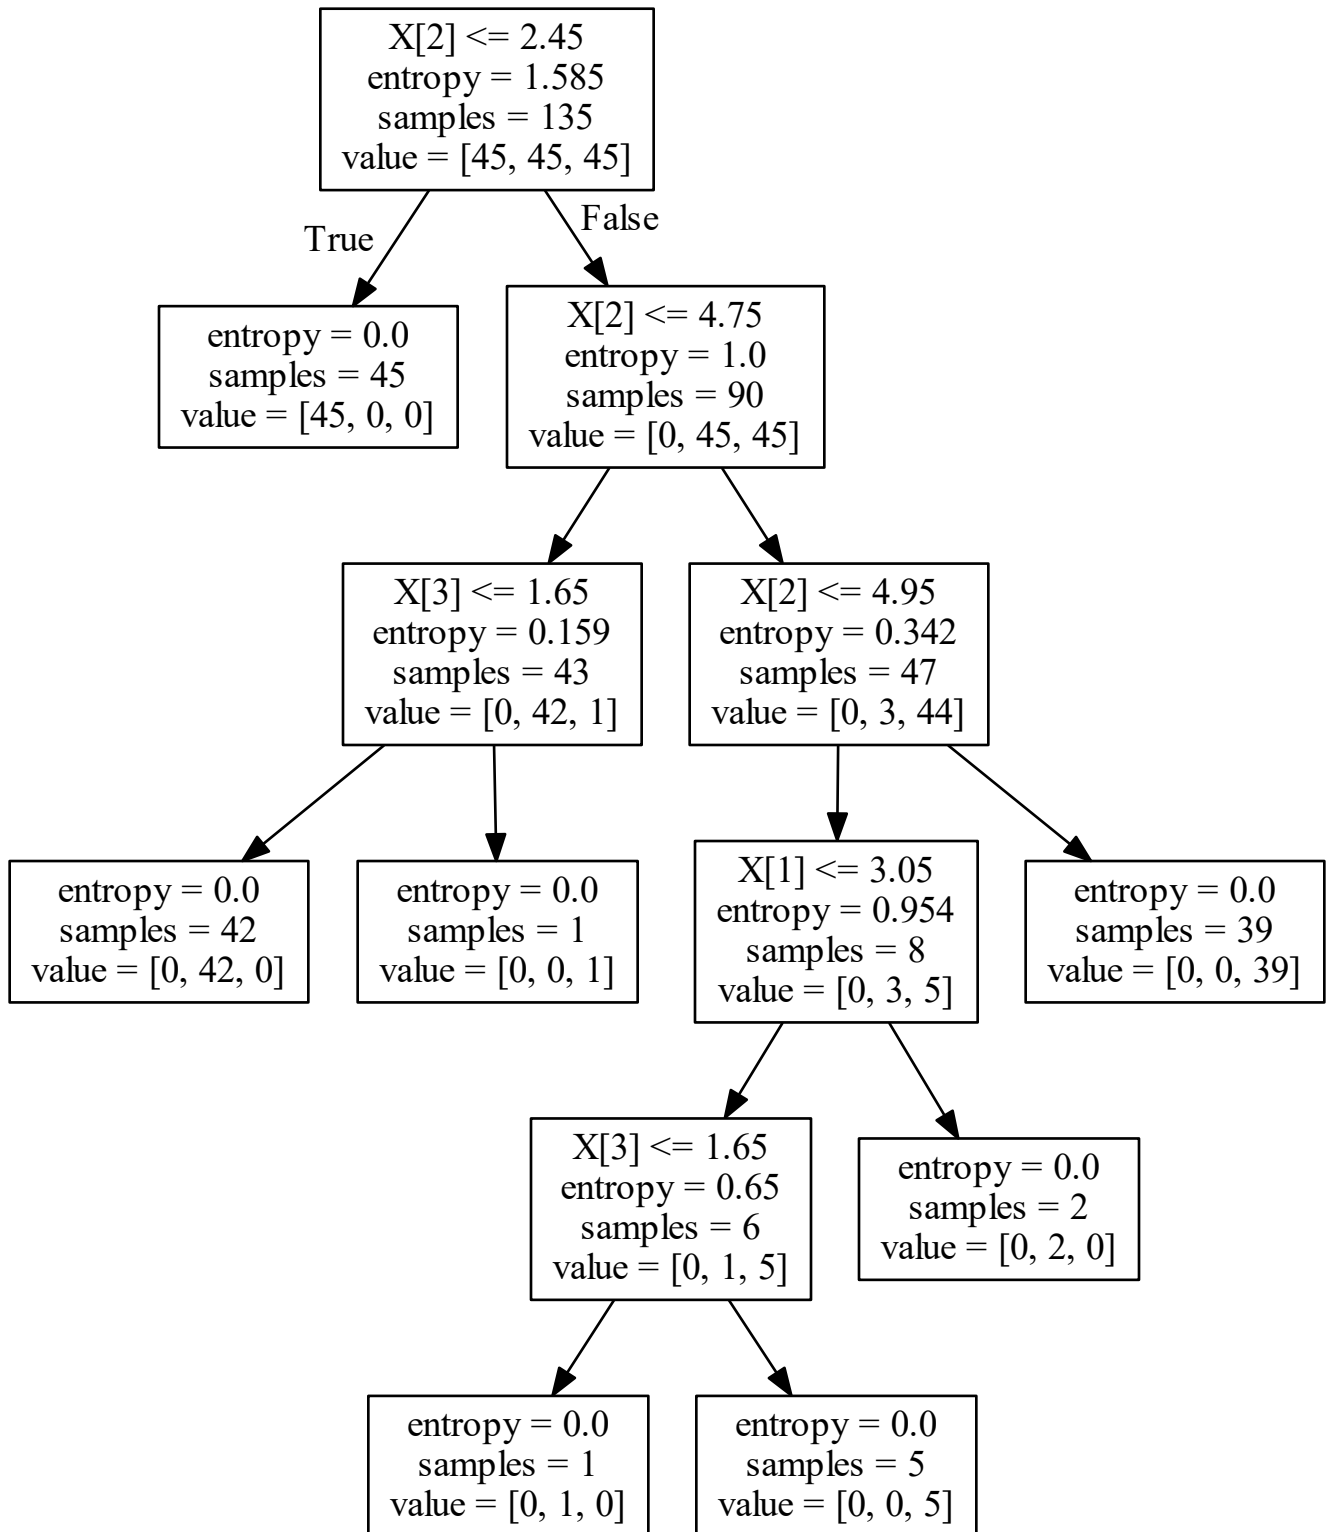 X[2] <= 2.45
entropy = 1.585
samples = 135
value = [45, 45, 45]
True
False
entropy = 0.0
samples = 45
value = [45, 0, 0]
X[2] <= 4.75
entropy = 1.0
samples = 90
value = [0, 45, 45]
X[3] <= 1.65
entropy = 0.159
samples = 43
value = [0, 42, 1]
X[2] <= 4.95
entropy = 0.342
samples = 47
value = [0, 3, 44]
entropy = 0.0
samples = 42
value = [0, 42, 0]
entropy = 0.0
samples = 1
value = [0, 0, 1]
X[1] <= 3.05
entropy = 0.954
samples = 8
value = [0, 3, 5]
entropy = 0.0
samples = 39
value = [0, 0, 39]
X[3] <= 1.65
entropy = 0.65
samples = 6
value = [0, 1, 5]
entropy = 0.0
samples = 2
value = [0, 2, 0]
entropy = 0.0
samples = 1
value = [0, 1, 0]
entropy = 0.0
samples = 5
value = [0, 0, 5]